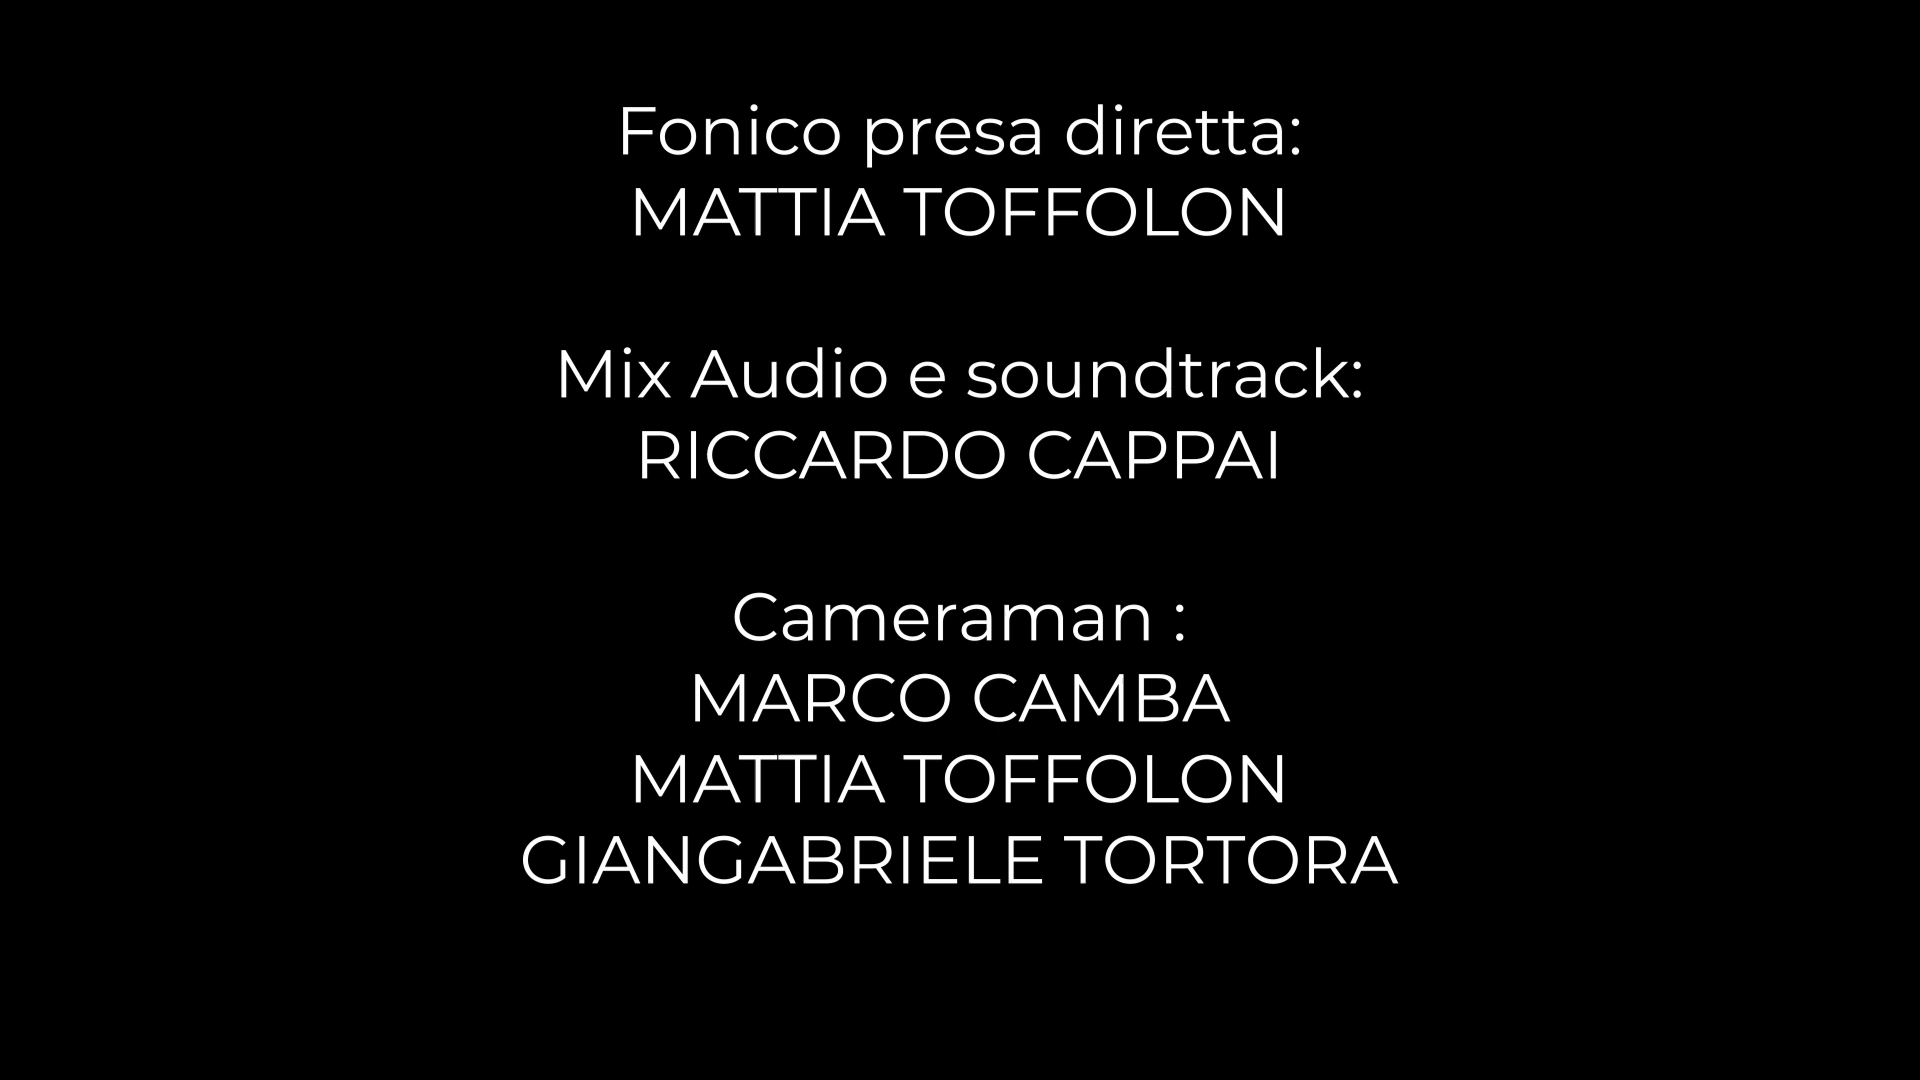 Fonico presa diretta:
MATTIA TOFFOLON
Mix Audio e soundtrack:
RICCARDO CAPPAI
Cameraman :
MARCO CAMBA
MATTIA TOFFOLON
GIANGABRIELE TORTORA